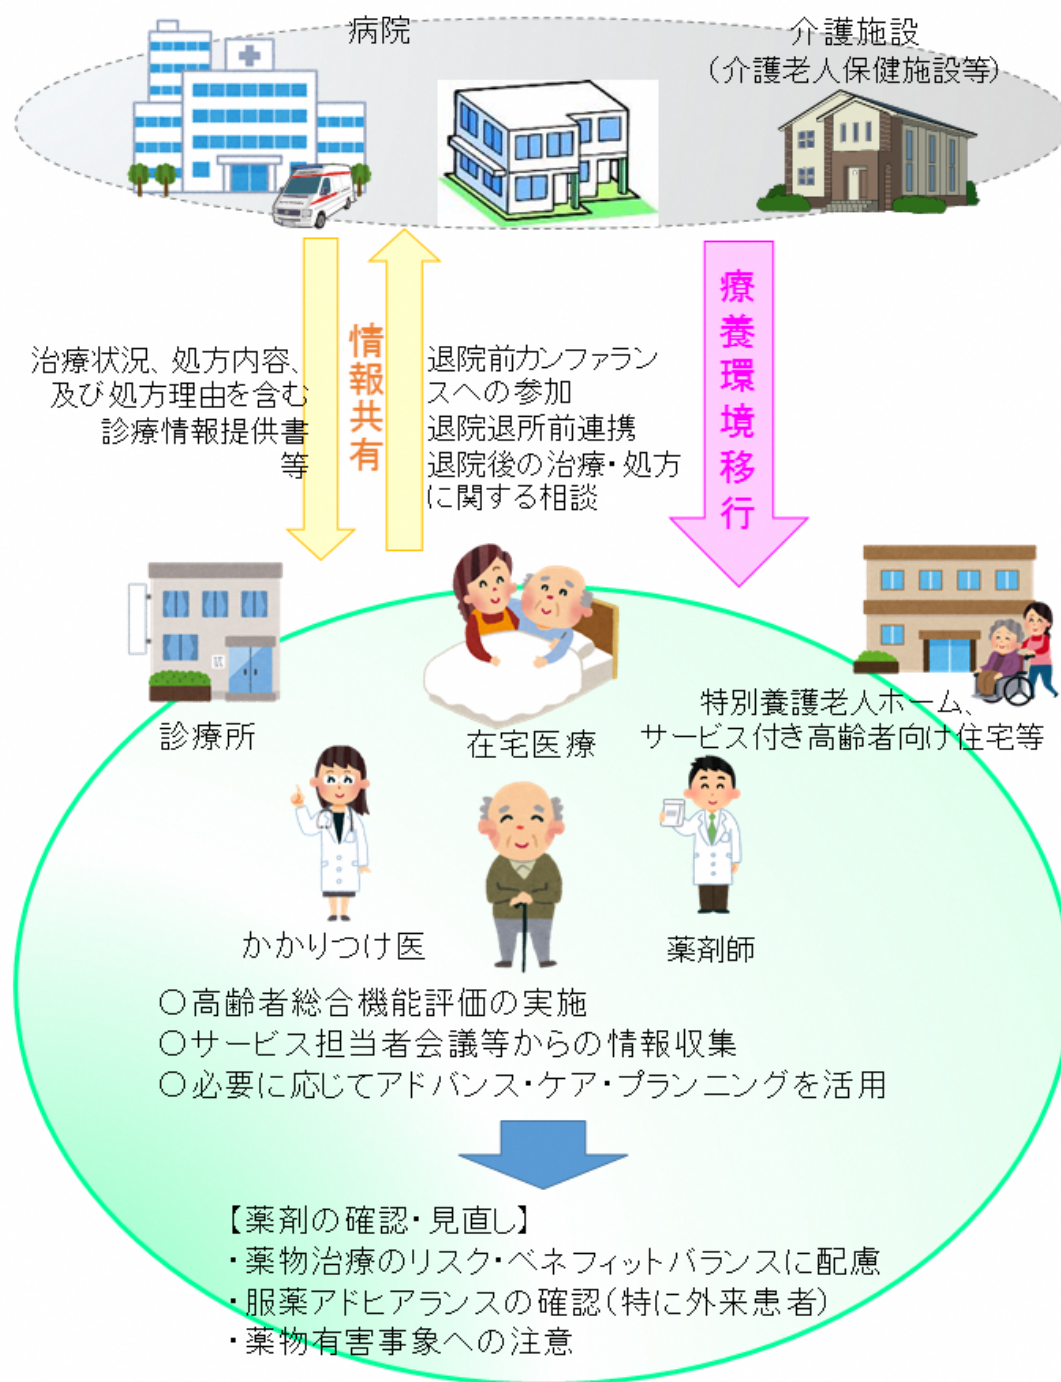 病院
介護施設
（介護老人保健施設等）
治療状況、処方内容、
及び処方理由を含む
診療情報提供書
等
情報共有
退院前カンファラン
スへの参加
退院退所前連携
退院後の治療・処方
に関する相談
療養環境移行
診療所
在宅医療
特別養護老人ホーム、
サービス付き高齢者向け住宅等
かかりつけ医
薬剤師
○高齢者総合機能評価の実施
○サービス担当者会議等からの情報収集
○必要に応じてアドバンス・ケア・プランニングを活用
【薬剤の確認・見直し】
・薬物治療のリスク・ベネフィットバランスに配慮
・服薬アドヒアランスの確認（特に外来患者）
・薬物有害事象への注意